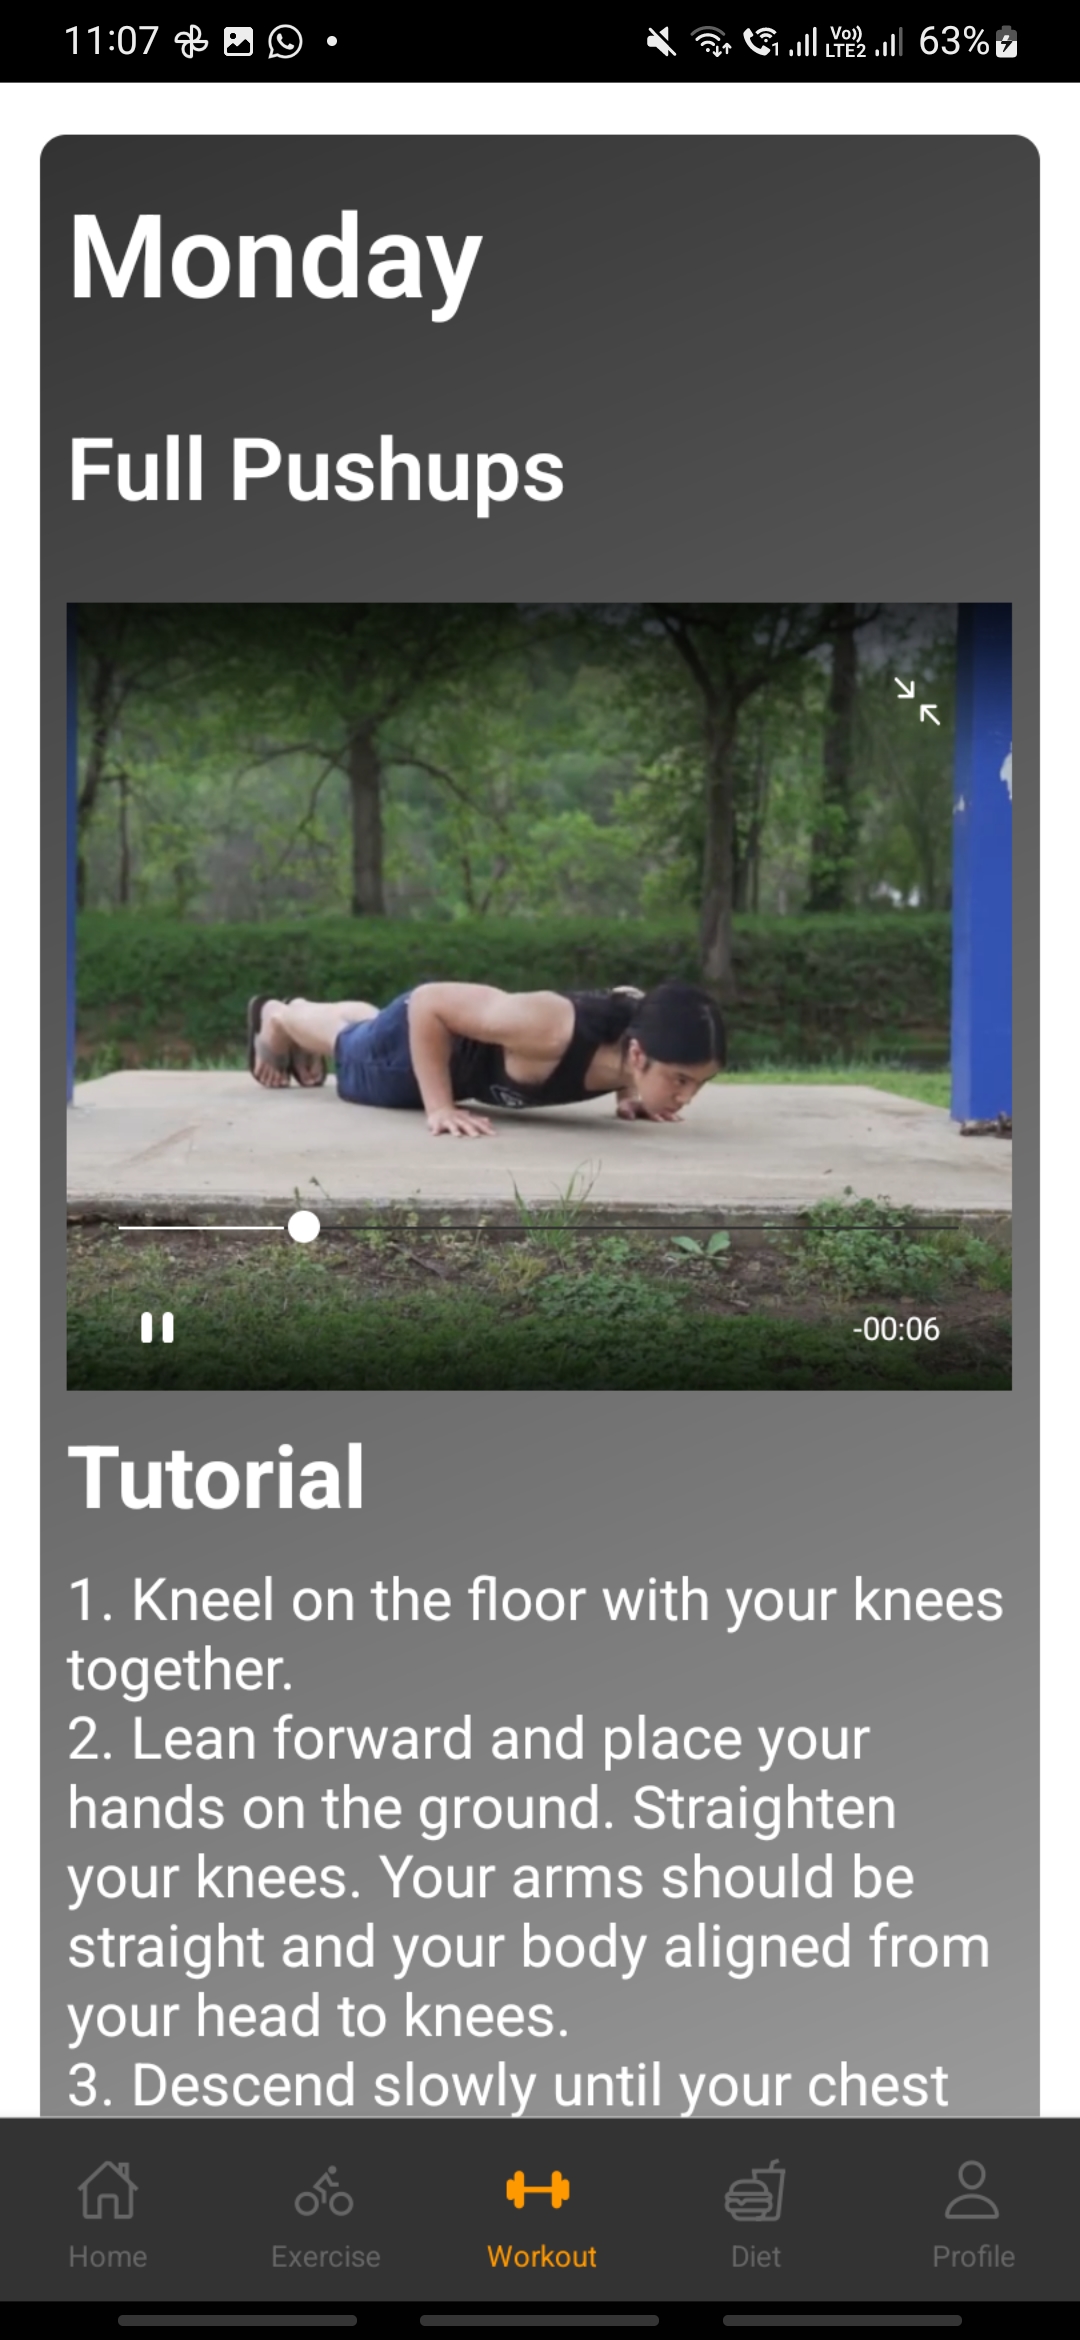 11:07
1 Vo)) LTE2 63%
Monday
Full Pushups
-00:06
Tutorial
1. Kneel on the floor with your knees
together.
2. Lean forward and place your
hands on the ground. Straighten
your knees. Your arms should be
straight and your body aligned from
your head to knees.
3. Descend slowly until your chest
Home Exercise Workout Diet Profile